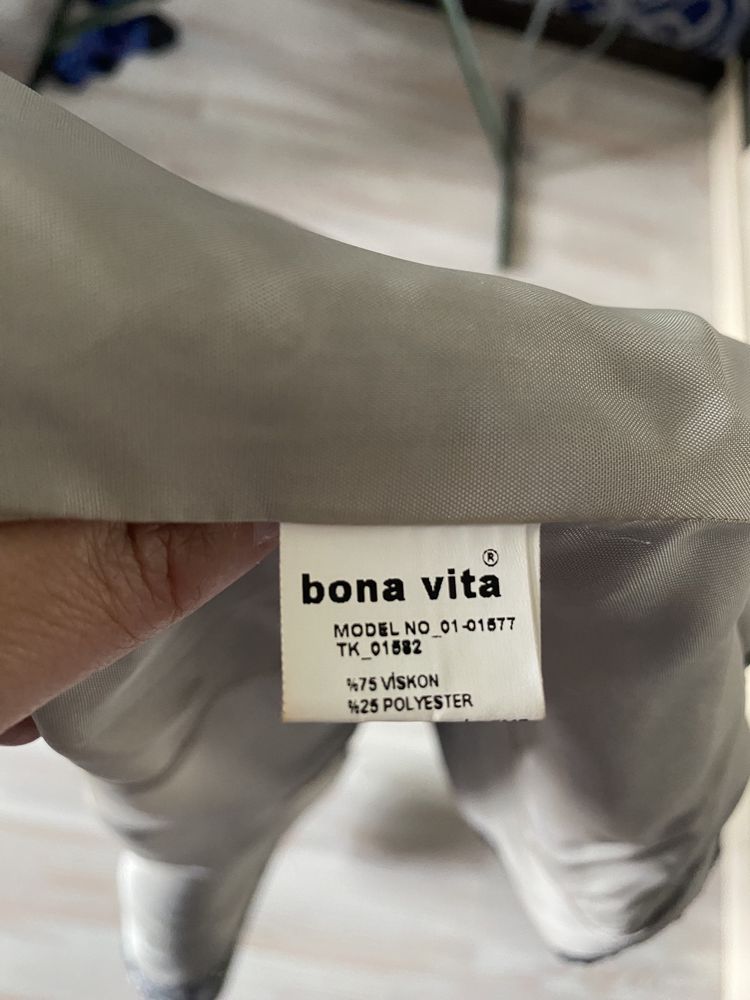 bona vita®
MODEL NO_01-01577
TK_01582
%75 VİSKON
%25 POLYESTER